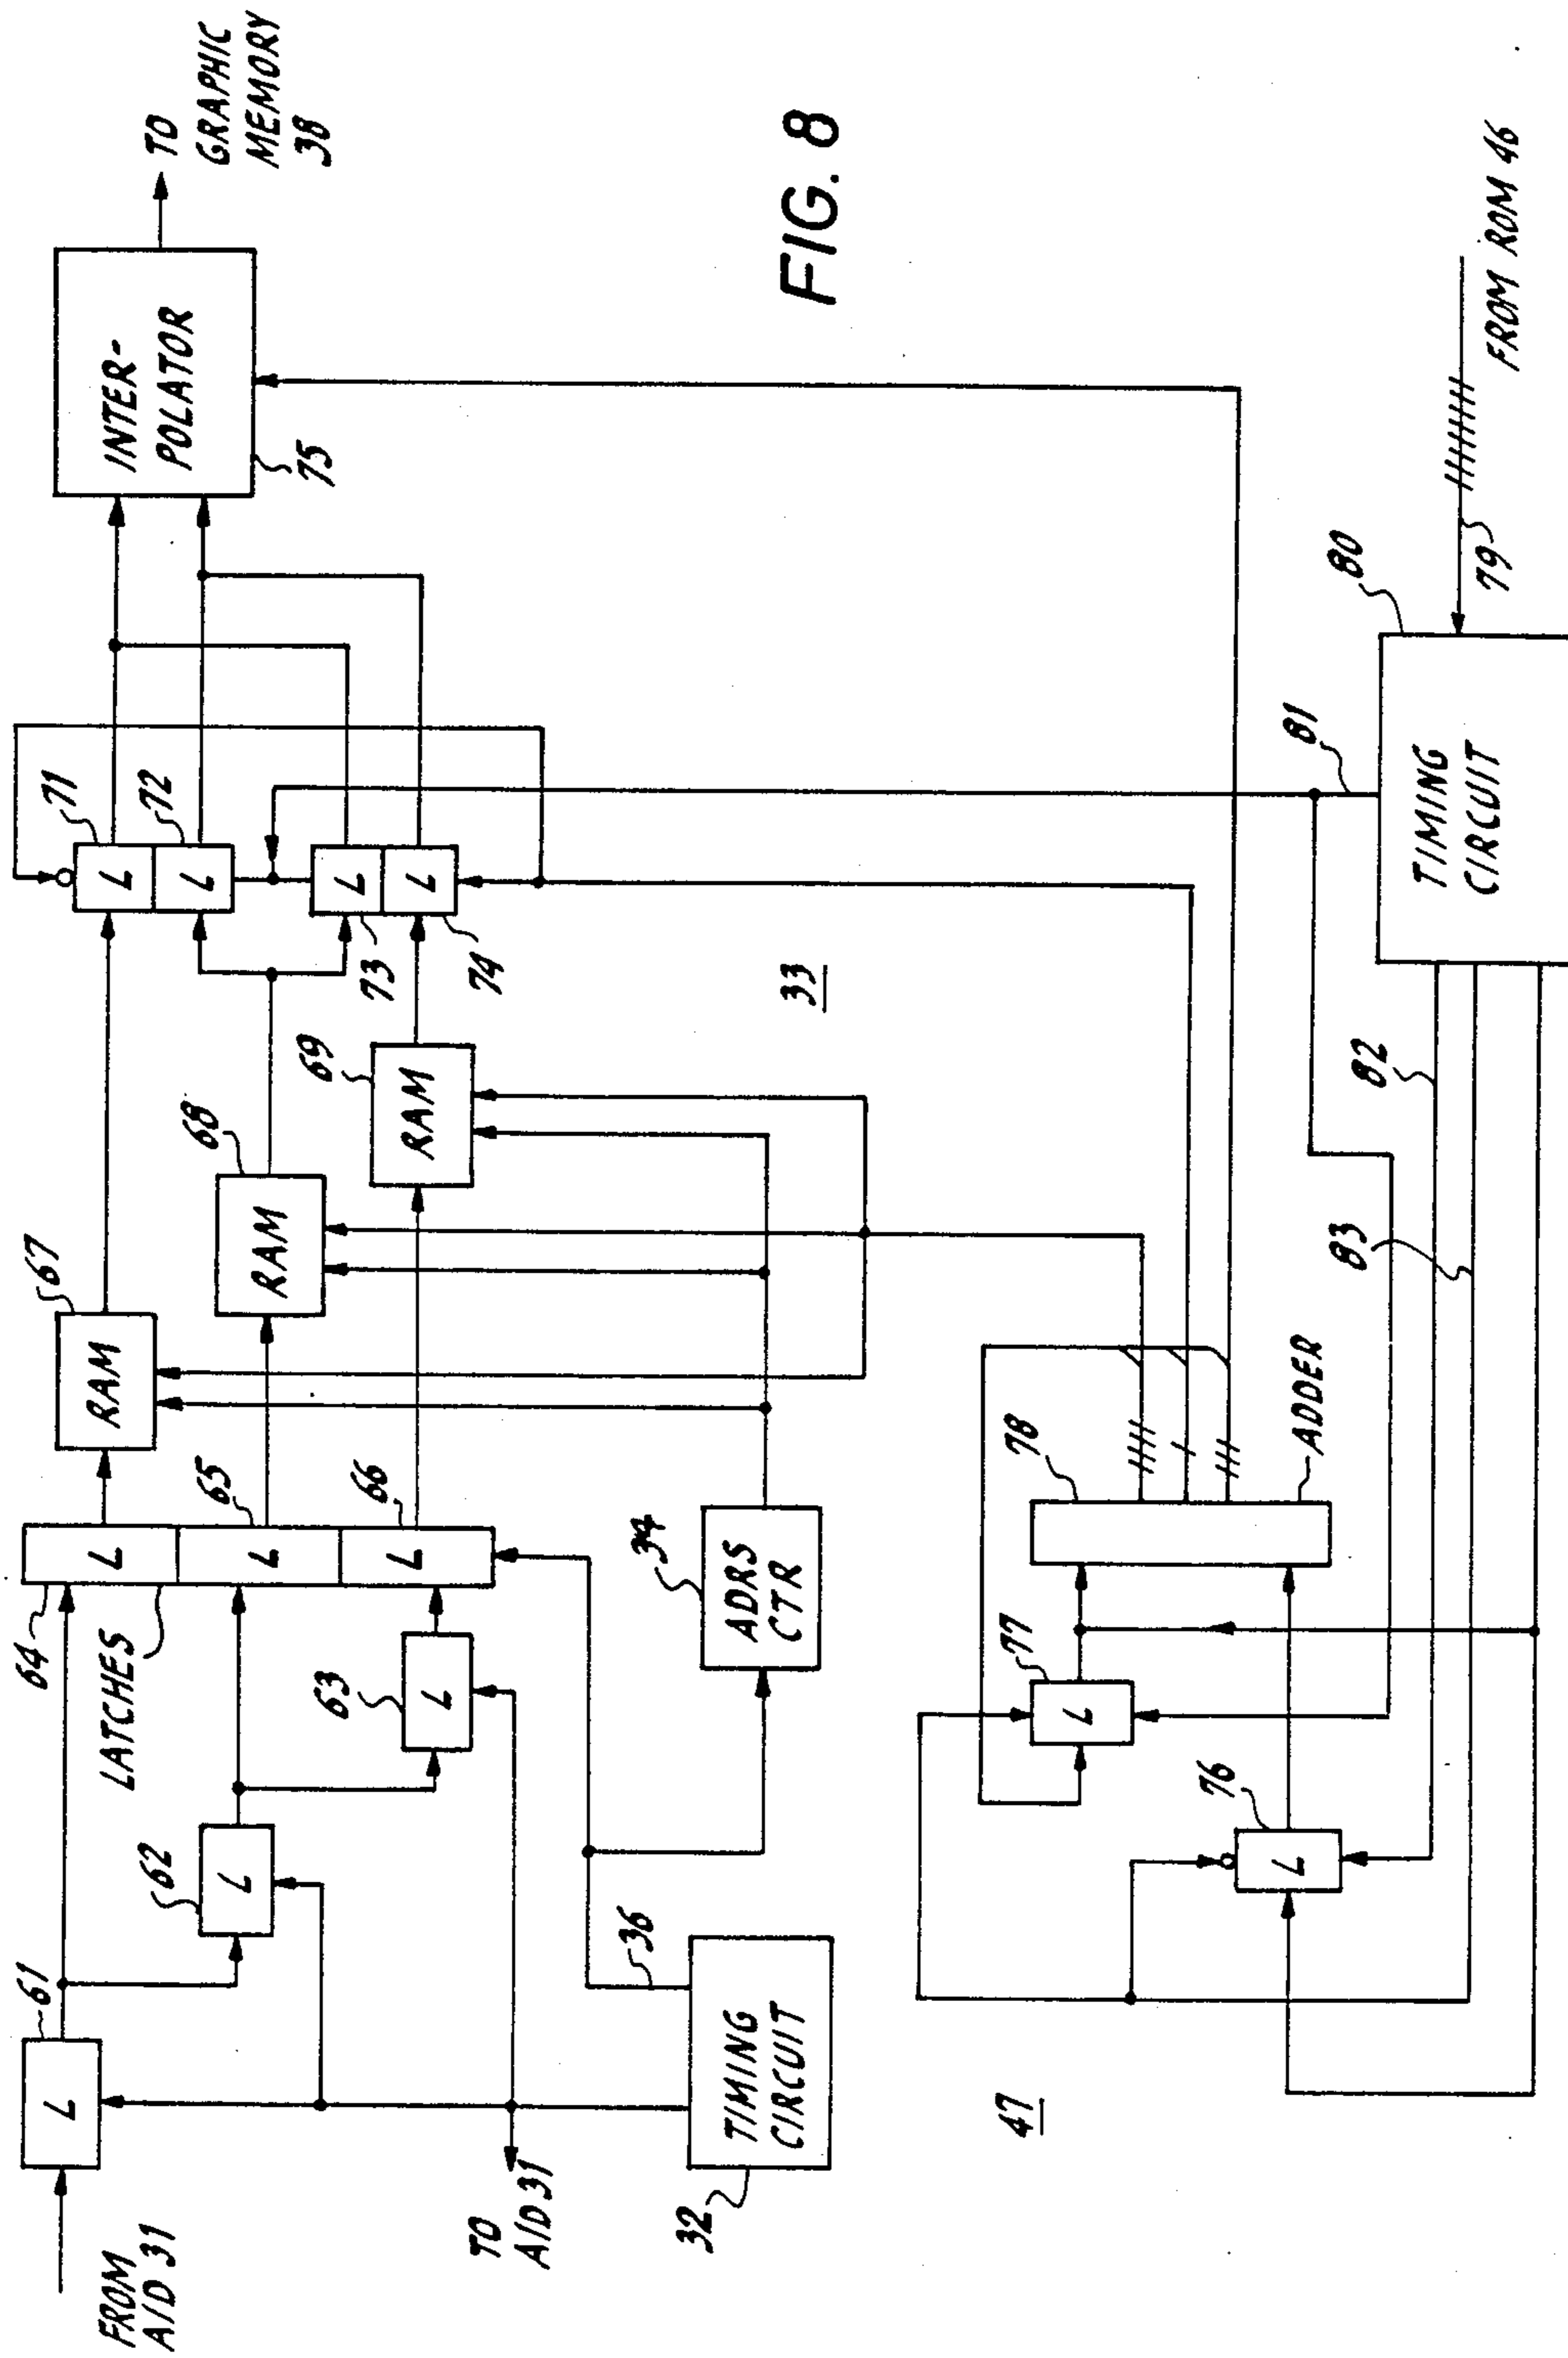 FROM
A/D 31
61
L
62
L
63
L
TO
A/D 31
32
TIMING
CIRCUIT
36
64
LATCHES
L
L
L
65
66
34
ADRS
CTR
67
RAM
68
RAM
69
RAM
71
L
72
L
73
L
74
L
33
INTER-
POLATOR
75
TO
GRAPHIC
MEMORY
38
FIG. 8
47
76
L
77
L
78
ADDER
83
82
81
80
TIMING
CIRCUIT
79
FROM ROM 46